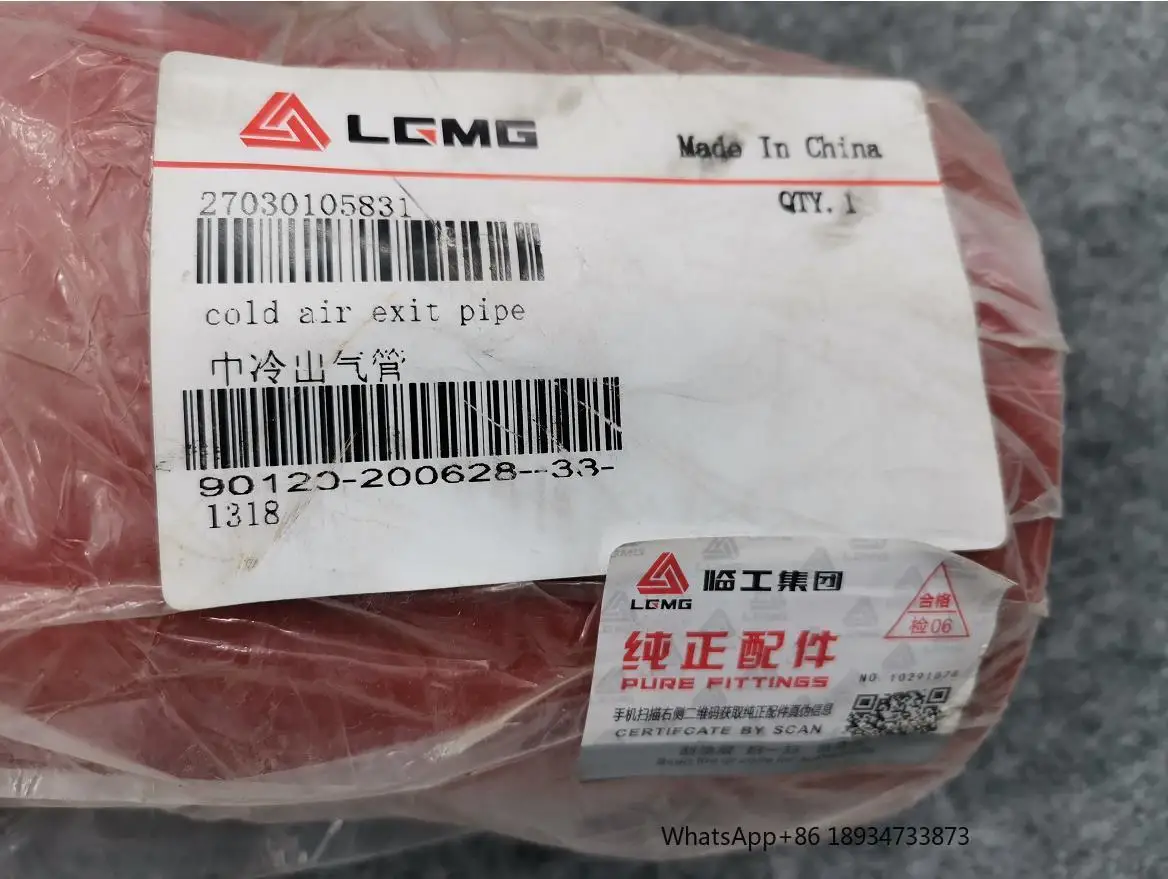 LGMG
Made In China
27030105831
QTY. 1
cold air exit pipe
中冷出气管
90120-200628--33-
1318
LGMG 临工集团
合格
检06
纯正配件
PURE FITTINGS
NO:
手机扫描右侧二维码获取纯正配件真伪信息
CERTIFCATE BY SCAN
WhatsApp+86 18934733873